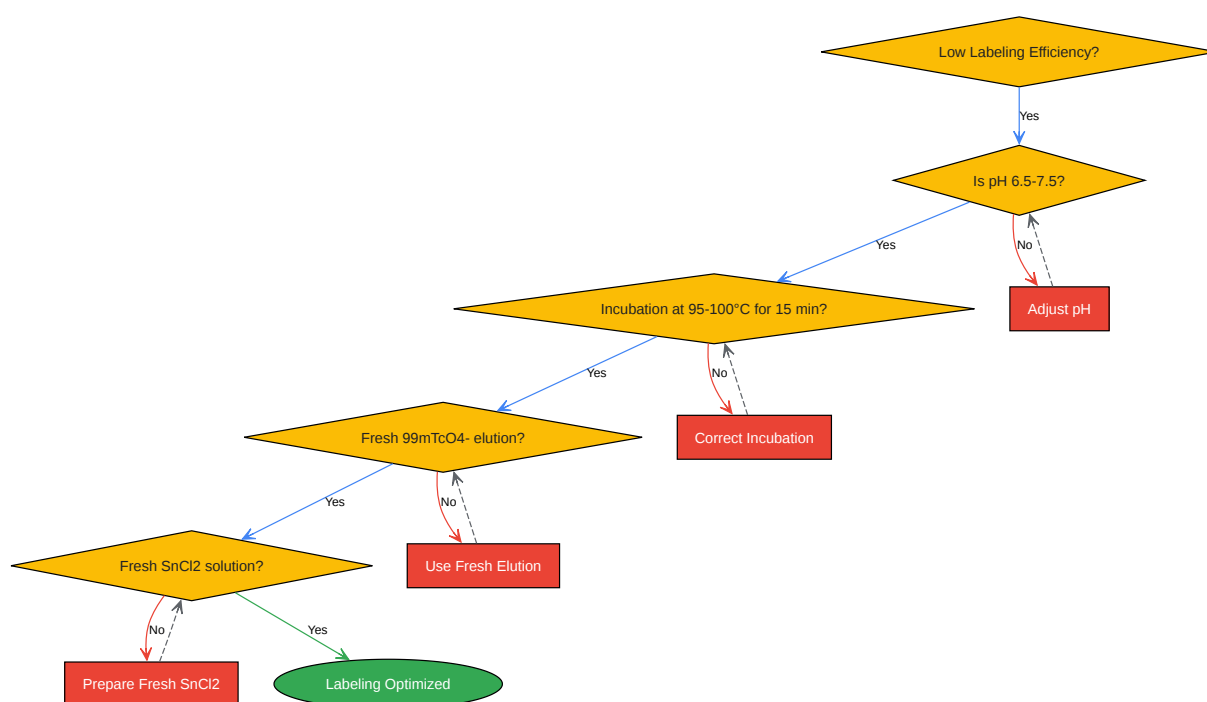 Low Labeling Efficiency?
Yes
Is pH 6.5-7.5?
Yes
No
Incubation at 95-100°C for 15 min?
Adjust pH
Yes
No
Fresh 99mTcO4- elution?
Correct Incubation
Yes
No
Fresh SnCl2 solution?
Use Fresh Elution
No
Yes
Prepare Fresh SnCl2
Labeling Optimized